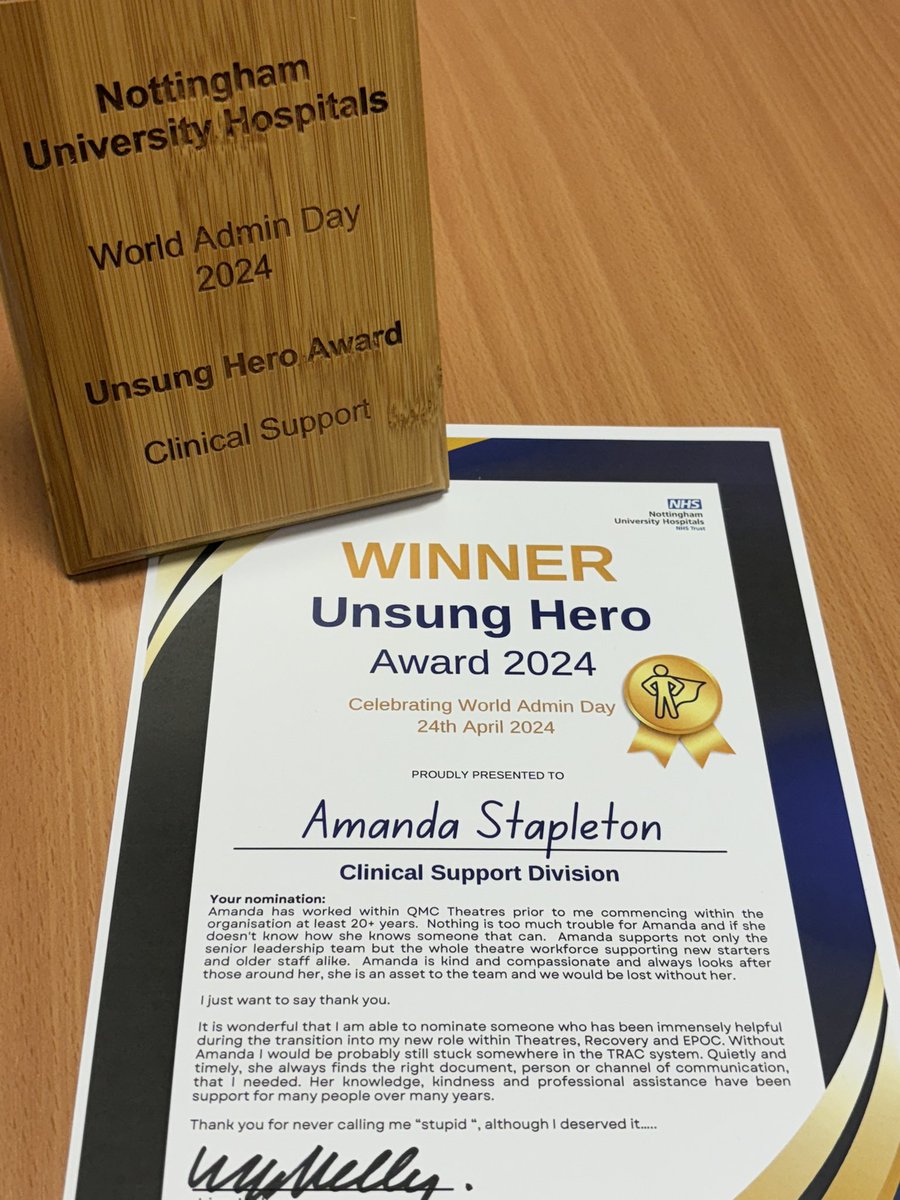 Nottingham
University Hospitals
World Admin Day
2024
Unsung Hero Award
Clinical Support
NHS
Nottingham
University Hospitals
NHS Trust
WINNER
Unsung Hero
Award 2024
Celebrating World Admin Day
24th April 2024
PROUDLY PRESENTED TO
Amanda Stapleton
Clinical Support Division
Your nomination:
Amanda has worked within QMC Theatres prior to me commencing within the
organisation at least 20+ years. Nothing is too much trouble for Amanda and if she
doesn't know how she knows someone that can. Amanda supports not only the
senior leadership team but the whole theatre workforce supporting new starters
and older staff alike. Amanda is kind and compassionate and always looks after
those around her, she is an asset to the team and we would be lost without her.
I just want to say thank you.
It is wonderful that I am able to nominate someone who has been immensely helpful
during the transition into my new role within Theatres, Recovery and EPOC. Without
Amanda I would be probably still stuck somewhere in the TRAC system. Quietly and
timely, she always finds the right document, person or channel of communication,
that I needed. Her knowledge, kindness and professional assistance have been
support for many people over many years.
Thank you for never calling me "stupid ", although I deserved it.....